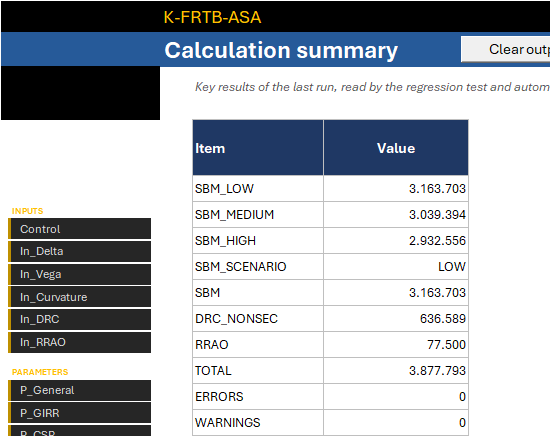 K-FRTB-ASA
Calculation summary
Clear outp
Key results of the last run, read by the regression test and autom
Item Value
SBM_LOW 3.163.703
SBM_MEDIUM 3.039.394
SBM_HIGH 2.932.556
SBM_SCENARIO LOW
SBM 3.163.703
DRC_NONSEC 636.589
RRAO 77.500
TOTAL 3.877.793
ERRORS 0
WARNINGS 0
INPUTS
Control
In_Delta
In_Vega
In_Curvature
In_DRC
In_RRAO
PARAMETERS
P_General
P_GIRR
P_CSR